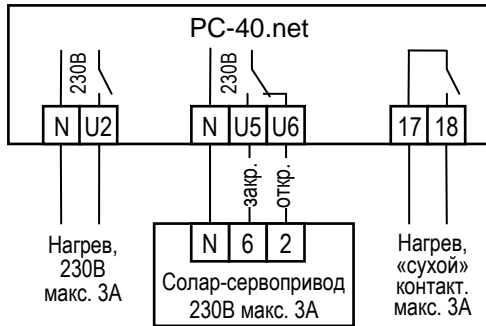 PC-40.net
230В
230В
N U2 N U5 U6 17 18
закр.
откр.
N 6 2
Нагрев,
230В
макс. 3А
Солар-сервопривод
230В макс. 3А
Нагрев,
«сухой»
контакт.
макс. 3А